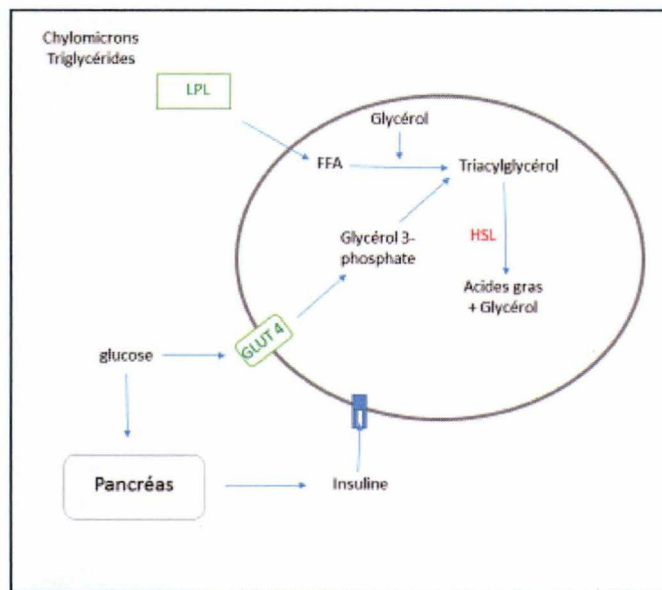 Chylomicrons
Triglycérides
LPL
Glycérol
FFA
Triacylglycérol
Glycérol 3-
phosphate
HSL
Acides gras
+ Glycérol
GLUT 4
glucose
Pancréas
Insuline